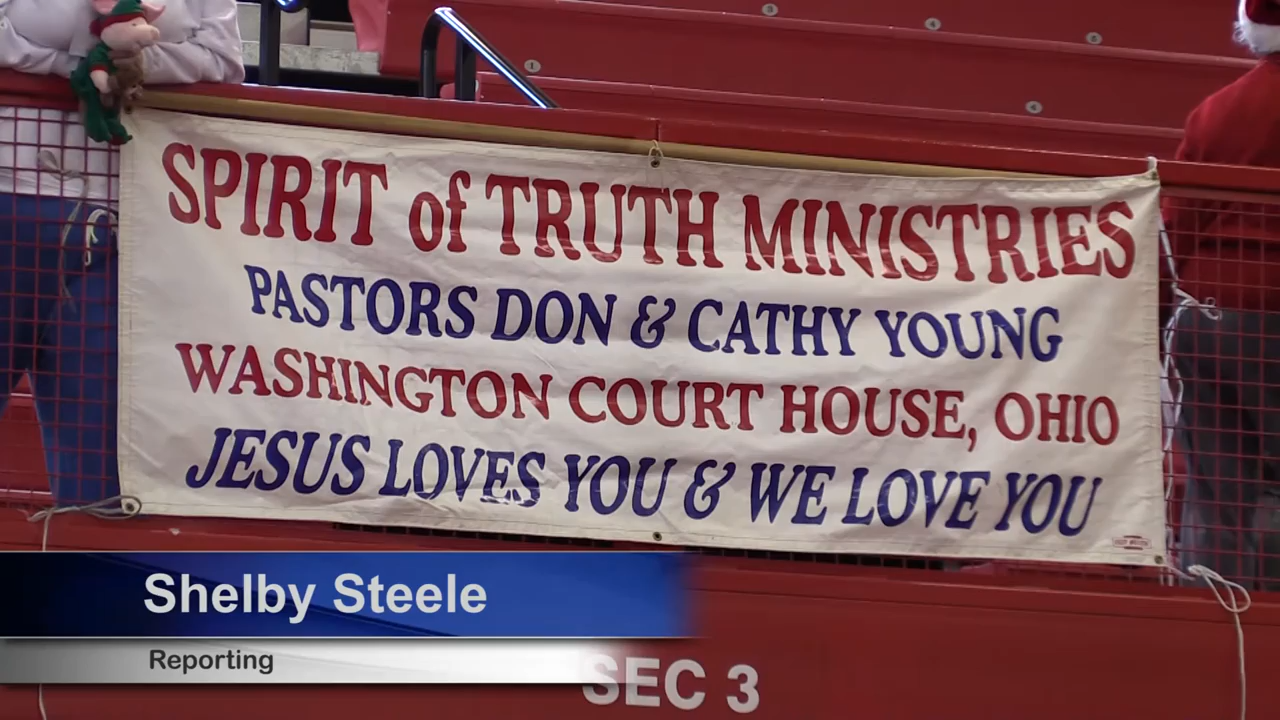 SPIRIT of TRUTH MINISTRIES
PASTORS DON & CATHY YOUNG
WASHINGTON COURT HOUSE, OHIO
JESUS LOVES YOU & WE LOVE YOU
Shelby Steele
Reporting
SEC 3